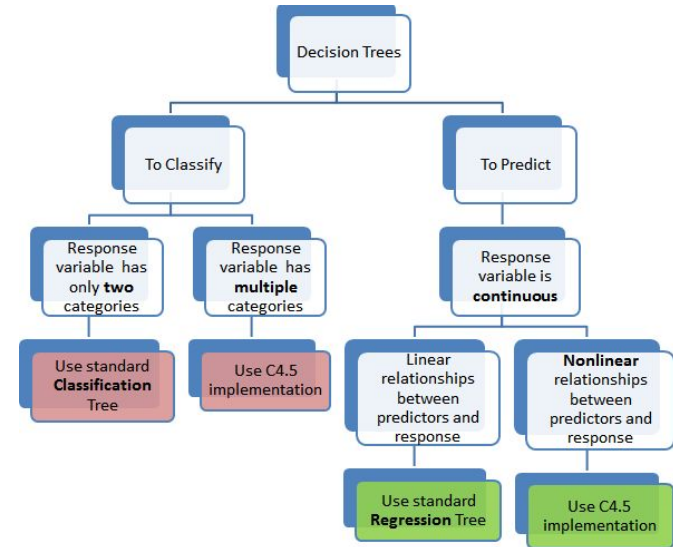 Decision Trees
To Classify
To Predict
Response
variable has
only two
categories
Response
variable has
multiple
categories
Response
variable is
continuous
Use standard
Classification
Tree
Use C4.5
implementation
Linear
relationships
between
predictors and
response
Nonlinear
relationships
between
predictors and
response
Use standard
Regression Tree
Use C4.5
implementation